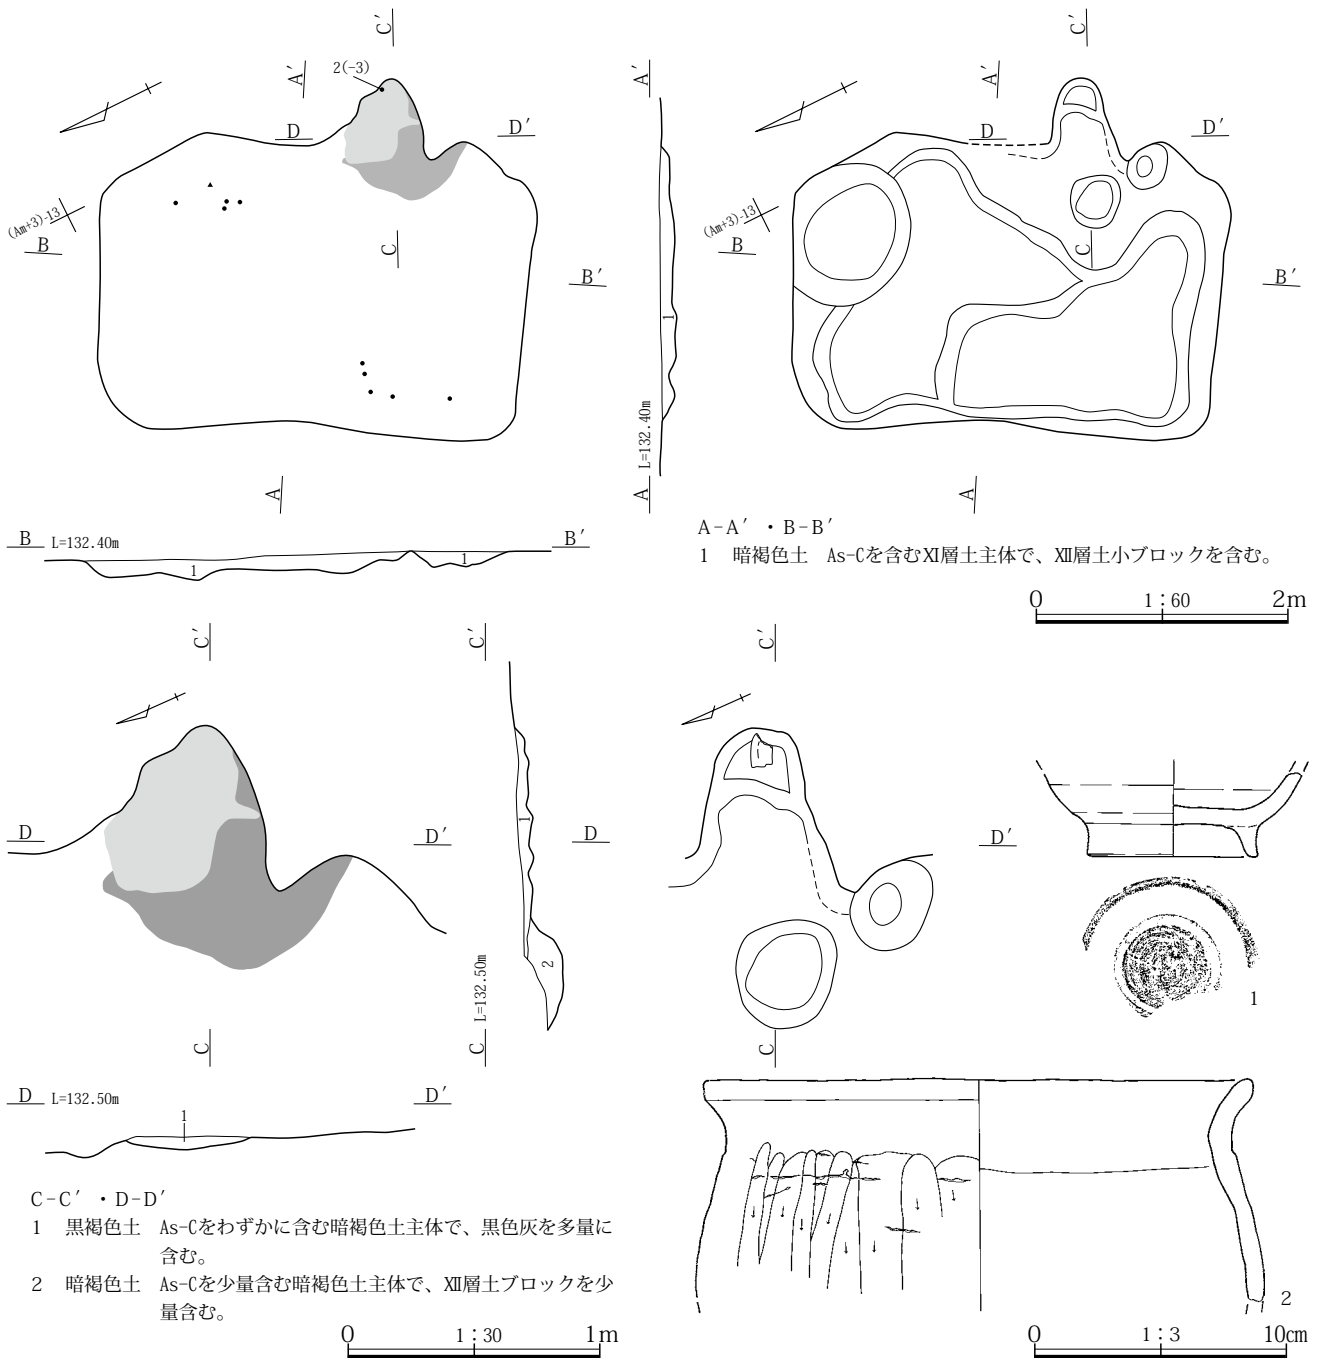 C′
A′
2(-3)
D
D′
(Am+3)-13
B
C
B′
A
A′
1
L=132.40m
A
C′
A′
D
D′
(Am+3)-13
B
C
B′
A
B L=132.40m
B′
1
1
A-A′・B-B′
1 暗褐色土 As-Cを含むⅪ層土主体で、Ⅻ層土小ブロックを含む。
0 1：60 2m
C′
D
D′
C
C′
1
D
2
L=132.50m
C
C′
D′
C
1
D L=132.50m
D′
1
C-C′・D-D′
1 黒褐色土 As-Cをわずかに含む暗褐色土主体で、黒色灰を多量に
含む。
2 暗褐色土 As-Cを少量含む暗褐色土主体で、Ⅻ層土ブロックを少
量含む。
0 1：30 1m
2
0 1：3 10cm